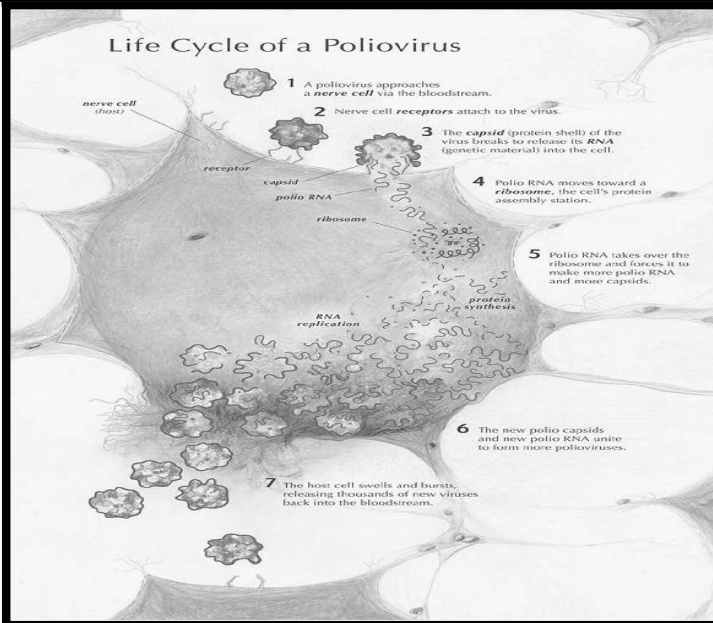 Life Cycle of a Poliovirus
1 A poliovirus approaches
a nerve cell via the bloodstream.
nerve cell
(host)
2 Nerve cell receptors attach to the virus.
3 The capsid (protein shell) of the
virus breaks to release its RNA
(genetic material) into the cell.
receptor
capsid
polio RNA
4 Polio RNA moves toward a
ribosome, the cell's protein
assembly station.
ribosome
5 Polio RNA takes over the
ribosome and forces it to
make more polio RNA
and more capsids.
protein
synthesis
RNA
replication
6 The new polio capsids
and new polio RNA unite
to form more polioviruses.
7 The host cell swells and bursts,
releasing thousands of new viruses
back into the bloodstream.